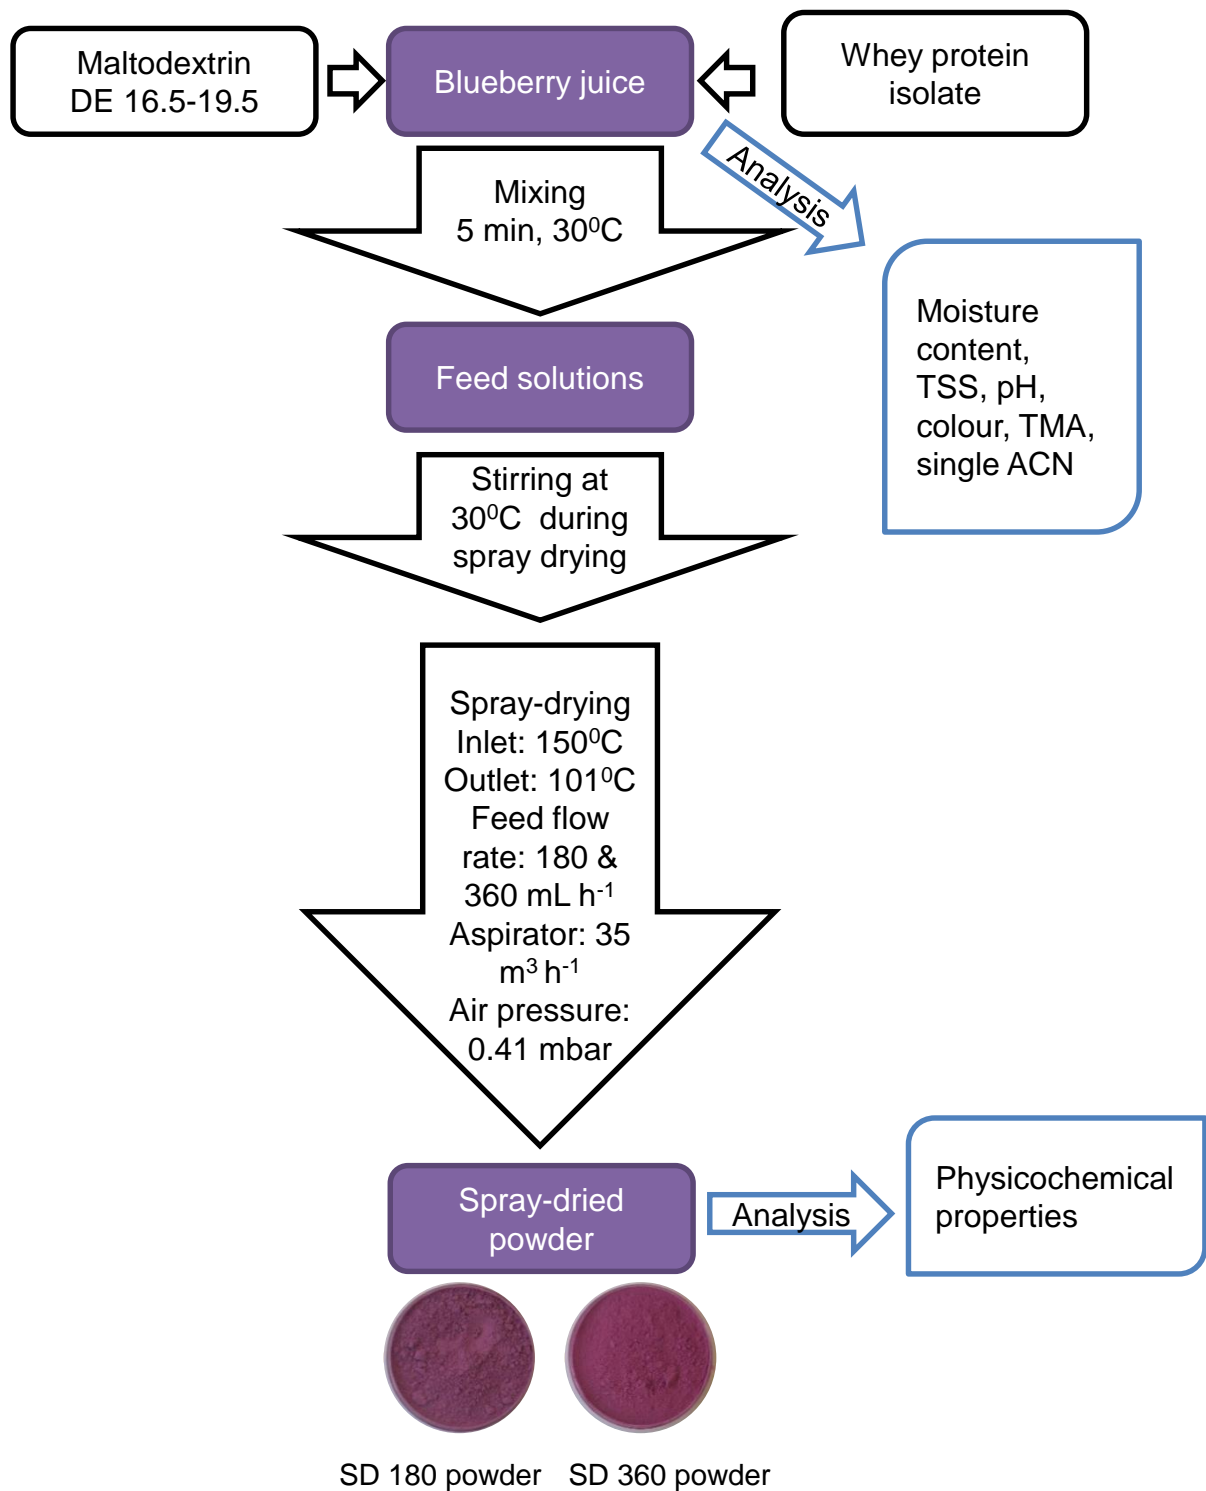 Maltodextrin
DE 16.5-19.5
Blueberry juice
Whey protein
isolate
Analysis
Mixing
5 min, 30⁰C
Moisture
content,
TSS, pH,
colour, TMA,
single ACN
Feed solutions
Stirring at
30⁰C during
spray drying
Spray-drying
Inlet: 150⁰C
Outlet: 101⁰C
Feed flow
rate: 180 &
360 mL h⁻¹
Aspirator: 35
m³ h⁻¹
Air pressure:
0.41 mbar
Spray-dried
powder
Analysis
Physicochemical
properties
SD 180 powder
SD 360 powder